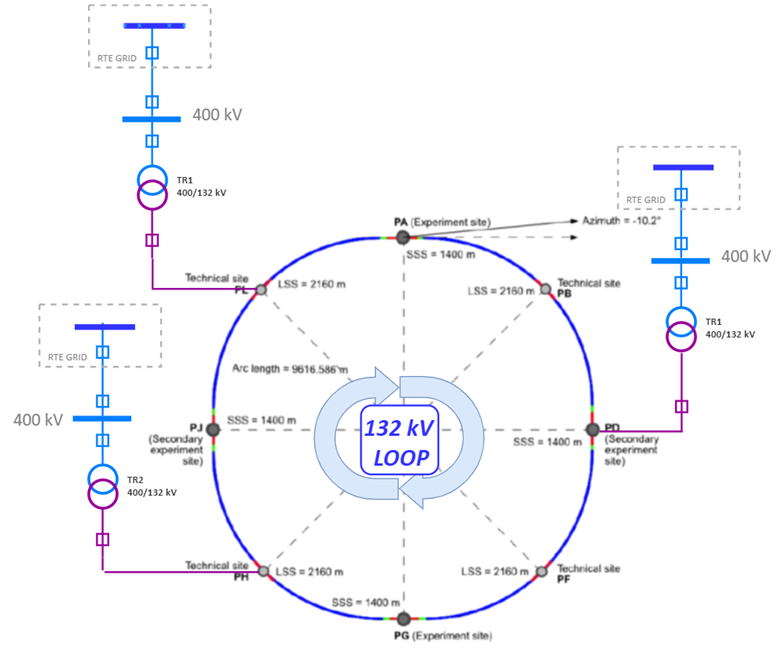 RTE GRID
400 kV
TR1
400/132 kV
RTE GRID
400 kV
TR1
400/132 kV
PA (Experiment site)
Azimuth = -10.2°
SSS = 1400 m
Technical site
PL
LSS = 2160 m
LSS = 2160 m
Technical site
PB
RTE GRID
400 kV
TR2
400/132 kV
Arc length = 9616.586 m
132 kV
LOOP
PJ
(Secondary
experiment
site)
SSS = 1400 m
SSS = 1400 m
PD
(Secondary
experiment
site)
Technical site
PH
LSS = 2160 m
LSS = 2160 m
Technical site
PF
SSS = 1400 m
PG (Experiment site)